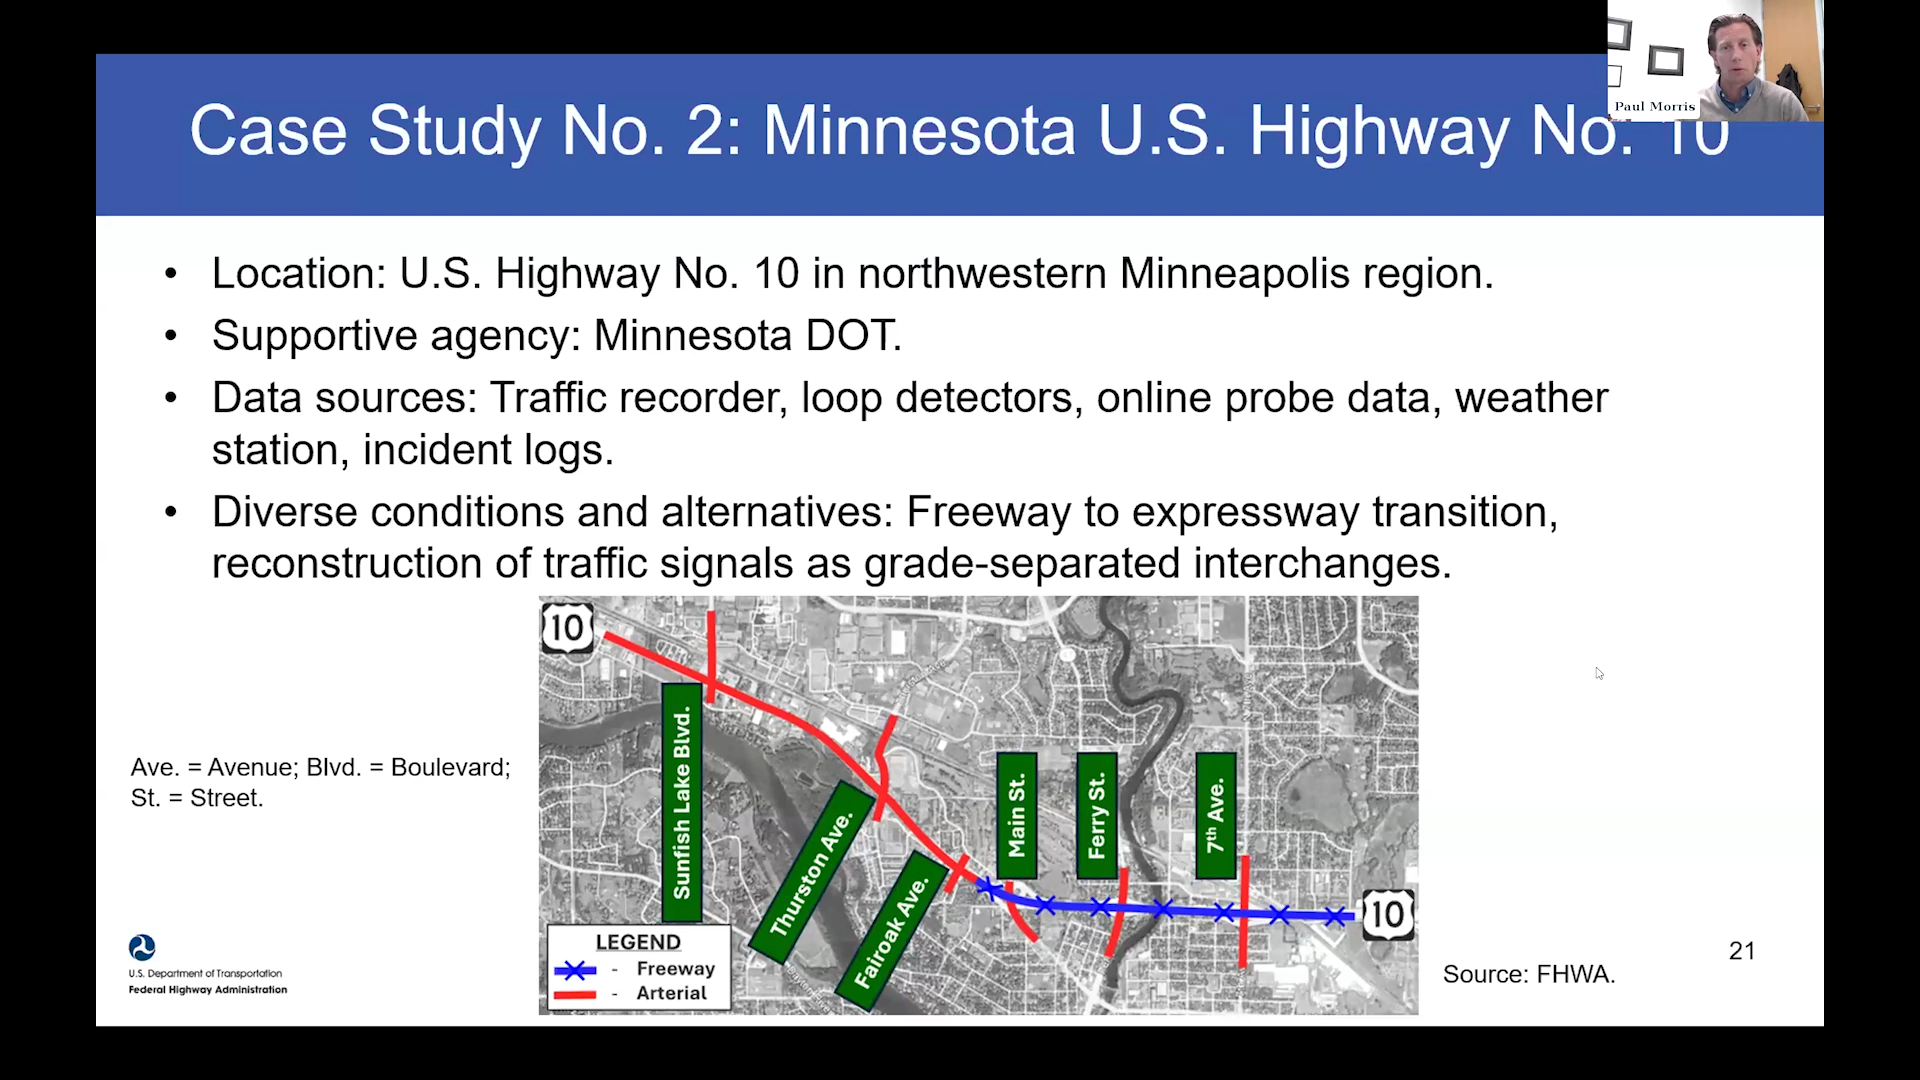 Paul Morris
Case Study No. 2: Minnesota U.S. Highway No. 10
• Location: U.S. Highway No. 10 in northwestern Minneapolis region.
• Supportive agency: Minnesota DOT.
• Data sources: Traffic recorder, loop detectors, online probe data, weather
station, incident logs.
• Diverse conditions and alternatives: Freeway to expressway transition,
reconstruction of traffic signals as grade-separated interchanges.
10
Sunfish Lake Blvd.
Thurston Ave.
Fairoak Ave.
Main St.
Ferry St.
7th Ave.
10
LEGEND
- Freeway
- Arterial
Ave. = Avenue; Blvd. = Boulevard;
St. = Street.
U.S. Department of Transportation
Federal Highway Administration
21
Source: FHWA.